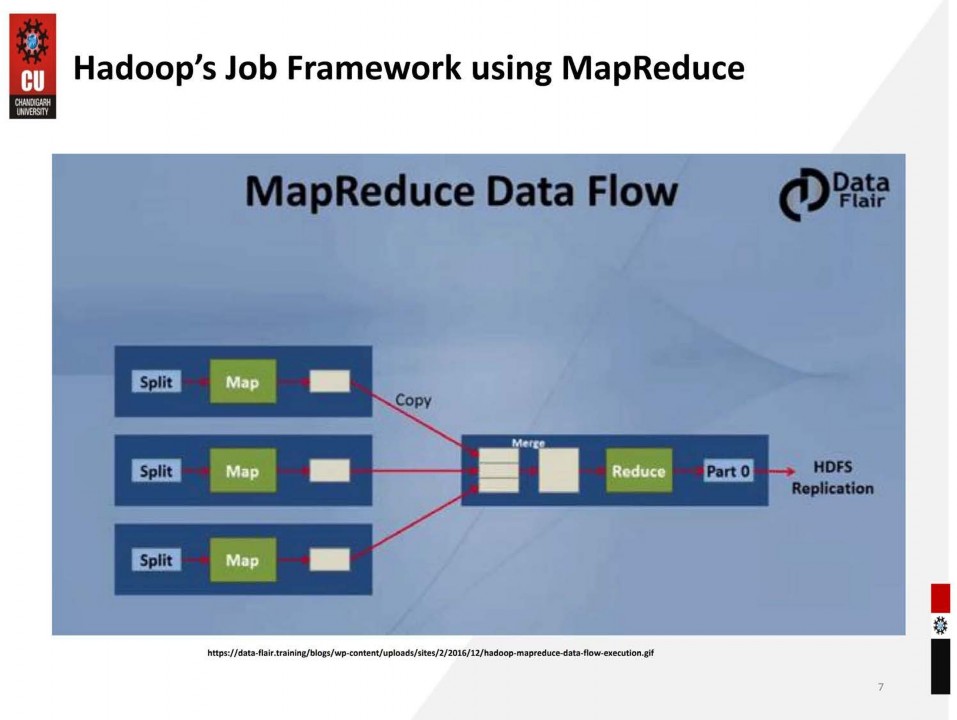 CU
CHANDIGARH
UNIVERSITY
Hadoop's Job Framework using MapReduce
MapReduce Data Flow
Data
Flair
Split
Map
Copy
Split
Map
Merge
Reduce
Part 0
HDFS
Replication
Split
Map
https://data-flair.training/blogs/wp-content/uploads/sites/2/2016/12/hadoop-mapreduce-data-flow-execution.gif
7